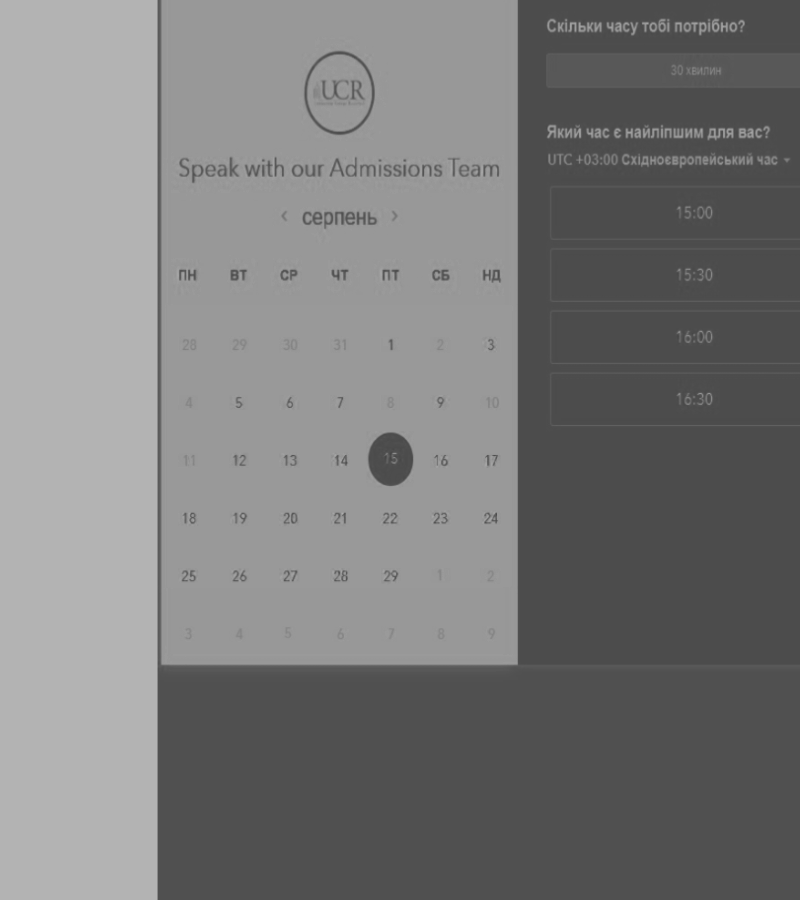 UCR
Speak with our Admissions Team
‹ серпень ›
ПН ВТ СР ЧТ ПТ СБ НД
28 29 30 31 1 2 3
4 5 6 7 8 9 10
11 12 13 14 15 16 17
18 19 20 21 22 23 24
25 26 27 28 29 1 2
3 4 5 6 7 8 9
Скільки часу тобі потрібно?
30 хвилин
Який час є найліпшим для вас?
UTC +03:00 Східноєвропейський час
15:00
15:30
16:00
16:30